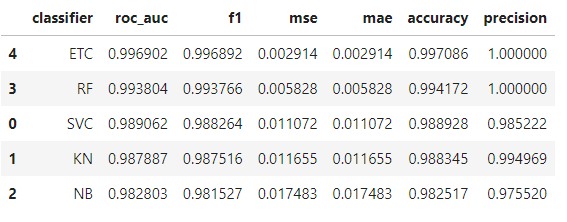 classifier roc_auc f1 mse mae accuracy precision
4 ETC 0.996902 0.996892 0.002914 0.002914 0.997086 1.000000
3 RF 0.993804 0.993766 0.005828 0.005828 0.994172 1.000000
0 SVC 0.989062 0.988264 0.011072 0.011072 0.988928 0.985222
1 KN 0.987887 0.987516 0.011655 0.011655 0.988345 0.994969
2 NB 0.982803 0.981527 0.017483 0.017483 0.982517 0.975520